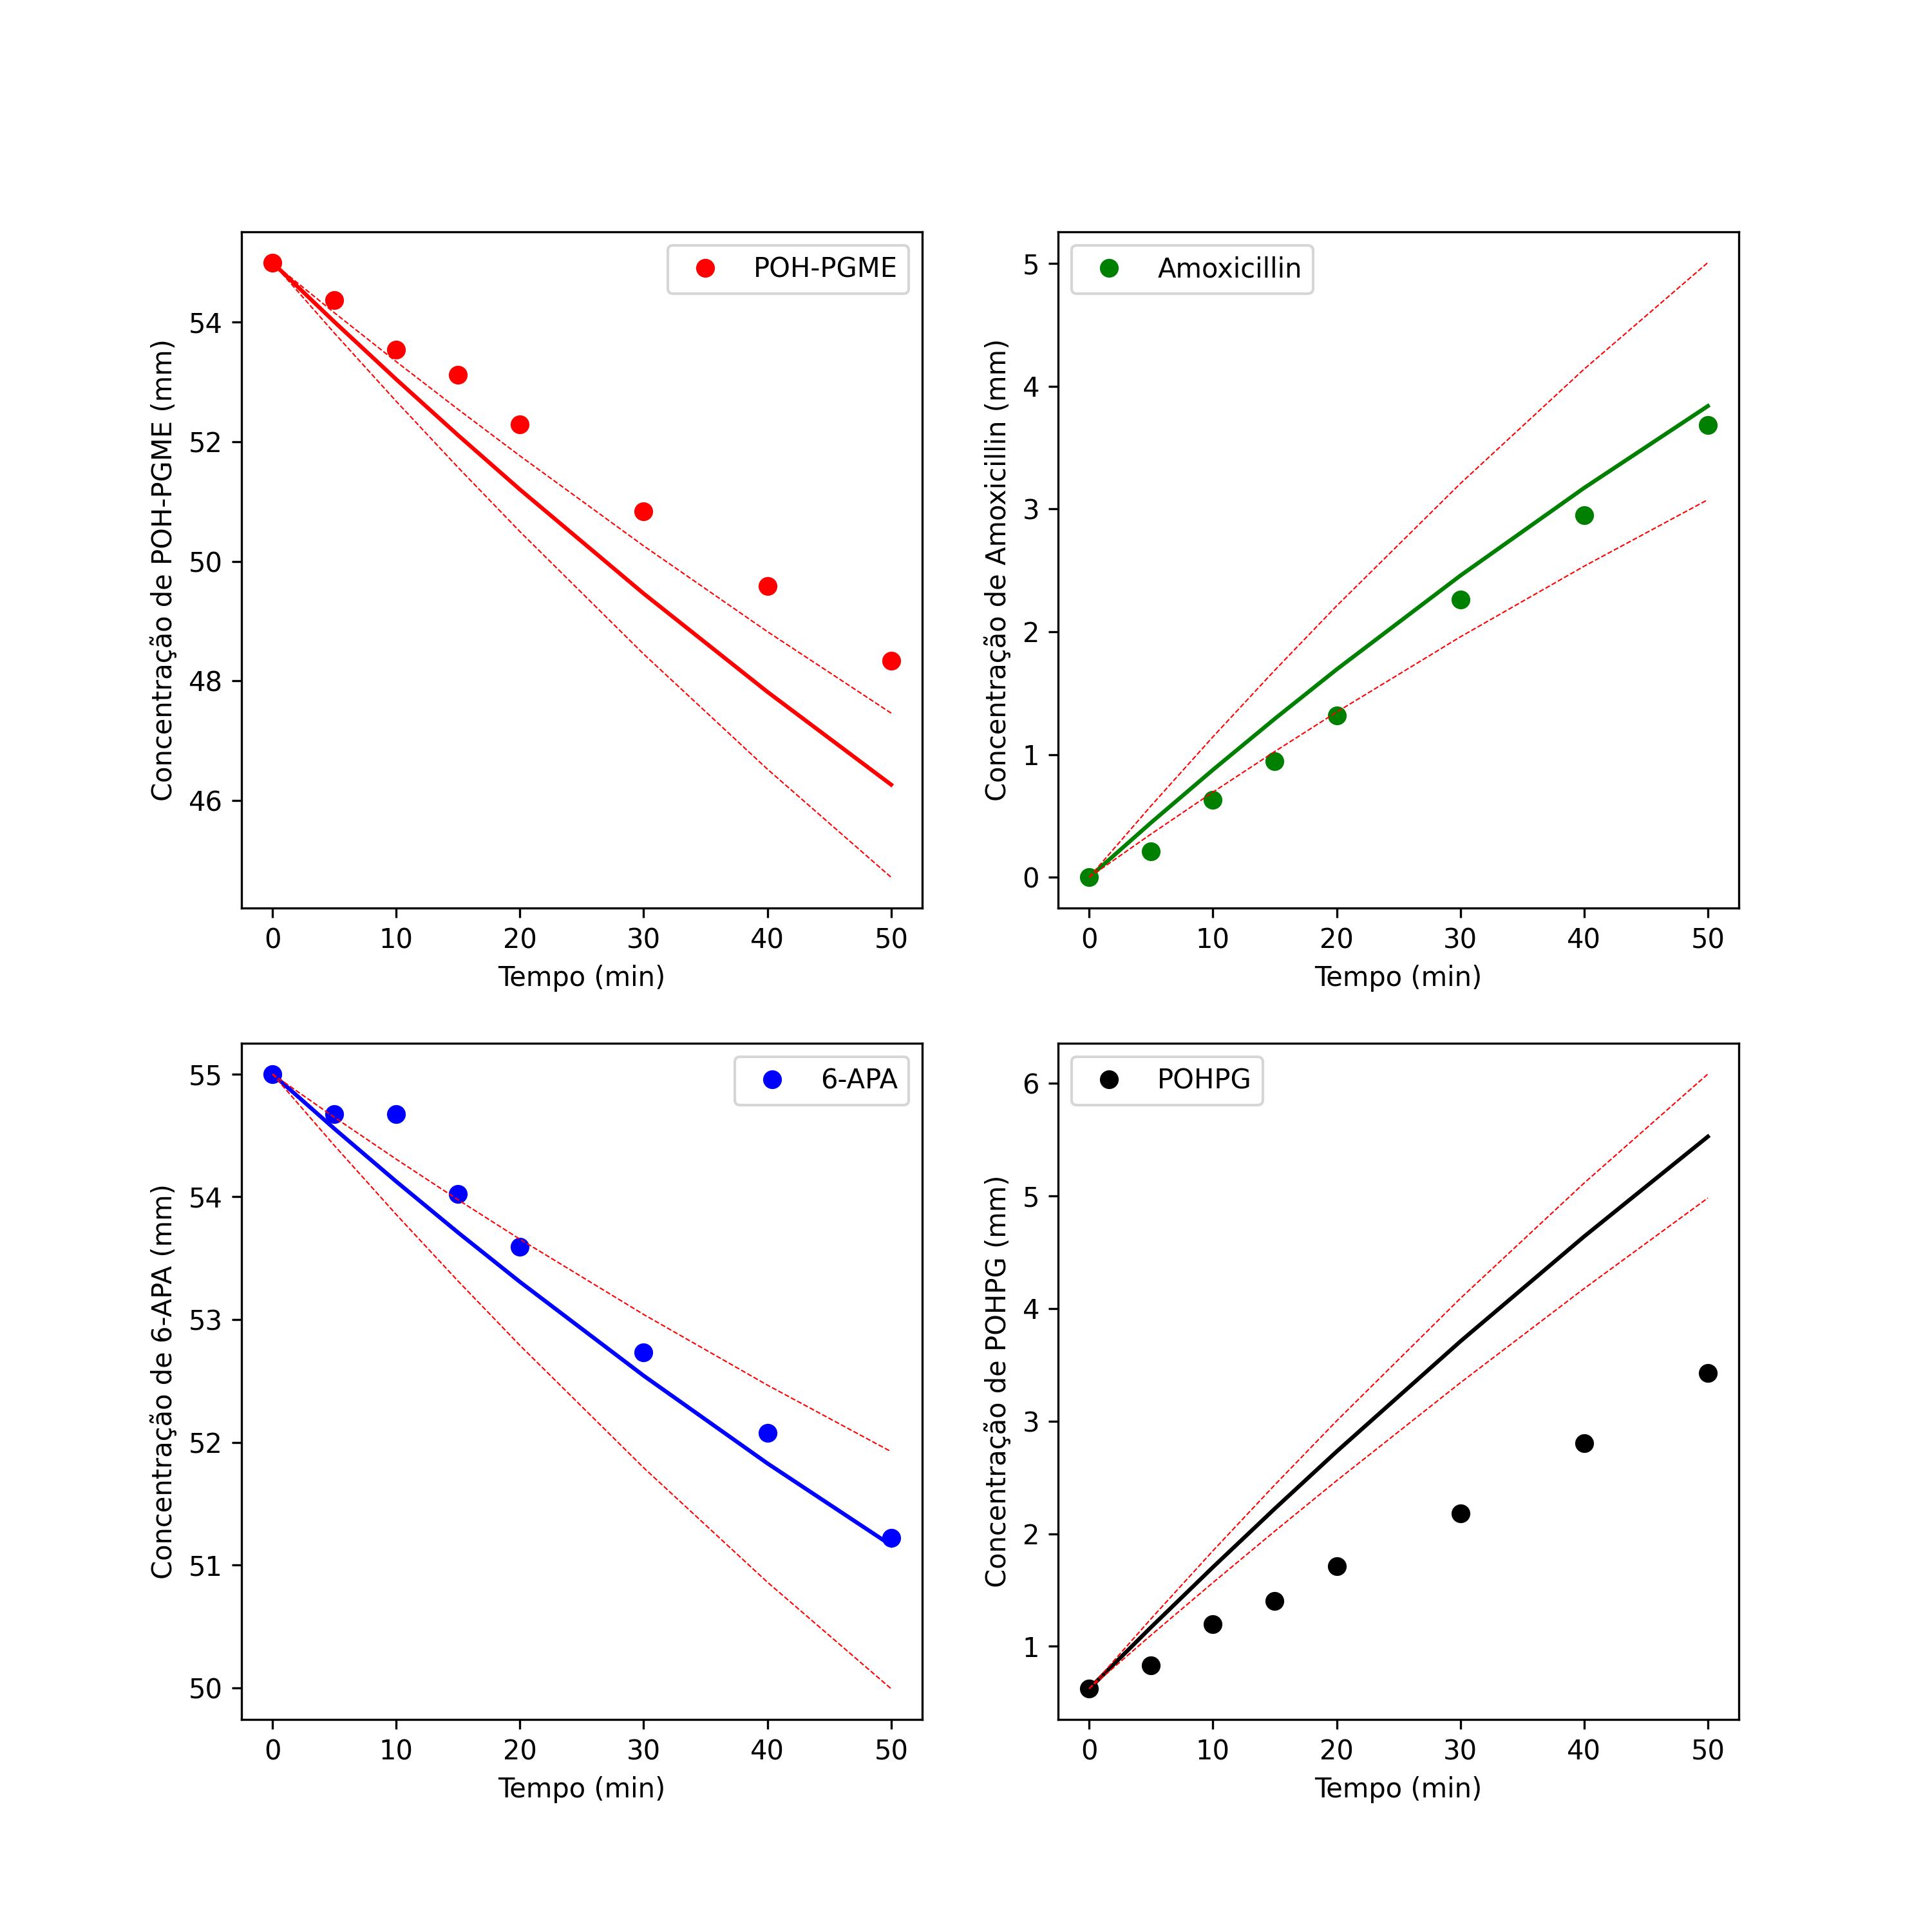 POH-PGME
Concentração de POH-PGME (mm)
54
52
50
48
46
0 10 20 30 40 50
Tempo (min)
Amoxicillin
Concentração de Amoxicillin (mm)
5
4
3
2
1
0
0 10 20 30 40 50
Tempo (min)
6-APA
Concentração de 6-APA (mm)
55
54
53
52
51
50
0 10 20 30 40 50
Tempo (min)
POHPG
Concentração de POHPG (mm)
6
5
4
3
2
1
0 10 20 30 40 50
Tempo (min)